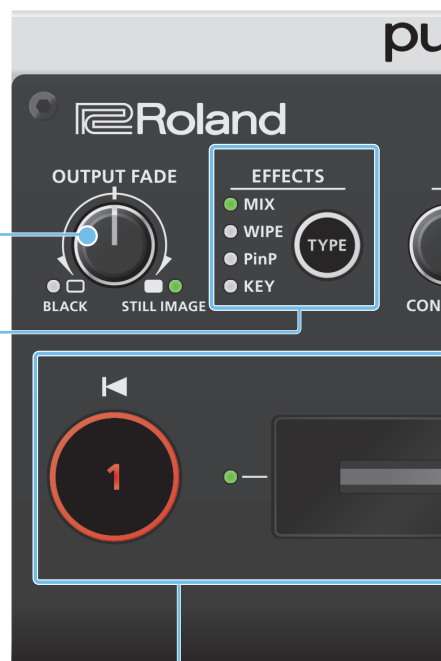 pu
Roland
OUTPUT FADE
BLACK
STILL IMAGE
EFFECTS
MIX
WIPE
PinP
KEY
TYPE
CON
1